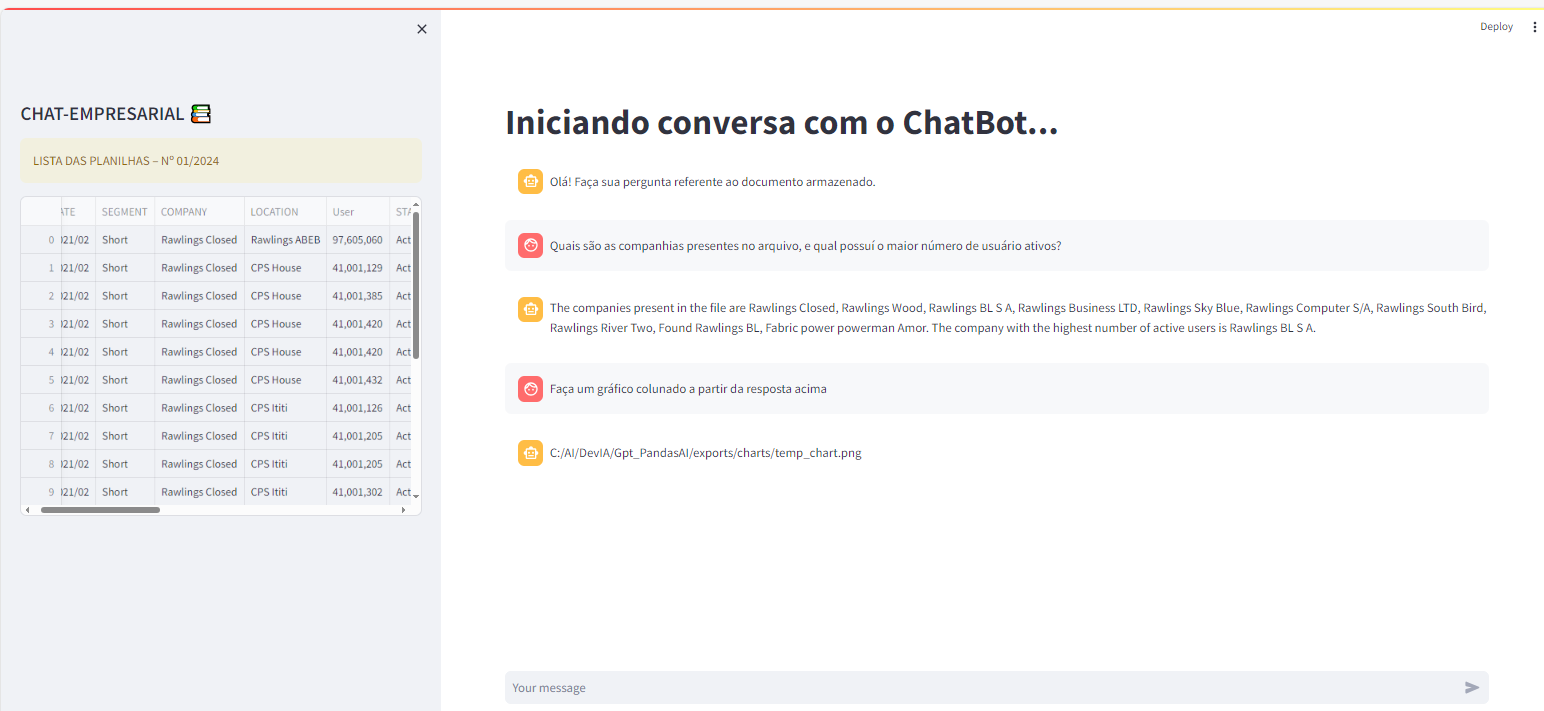 Deploy
CHAT-EMPRESARIAL
LISTA DAS PLANILHAS – Nº 01/2024
SEGMENT COMPANY LOCATION User
0 021/02 Short Rawlings Closed Rawlings ABEB 97,605,060 Act
1 021/02 Short Rawlings Closed CPS House 41,001,129 Act
2 021/02 Short Rawlings Closed CPS House 41,001,385 Act
3 021/02 Short Rawlings Closed CPS House 41,001,420 Act
4 021/02 Short Rawlings Closed CPS House 41,001,420 Act
5 021/02 Short Rawlings Closed CPS House 41,001,432 Act
6 021/02 Short Rawlings Closed CPS Ititi 41,001,126 Act
7 021/02 Short Rawlings Closed CPS Ititi 41,001,205 Act
8 021/02 Short Rawlings Closed CPS Ititi 41,001,205 Act
9 021/02 Short Rawlings Closed CPS Ititi 41,001,302 Act
Iniciando conversa com o ChatBot...
Olá! Faça sua pergunta referente ao documento armazenado.
Quais são as companhias presentes no arquivo, e qual possuí o maior número de usuário ativos?
The companies present in the file are Rawlings Closed, Rawlings Wood, Rawlings BL S A, Rawlings Business LTD, Rawlings Sky Blue, Rawlings Computer S/A, Rawlings South Bird,
Rawlings River Two, Found Rawlings BL, Fabric power powerman Amor. The company with the highest number of active users is Rawlings BL S A.
Faça um gráfico colunado a partir da resposta acima
C:/AI/DevIA/Gpt_PandasAI/exports/charts/temp_chart.png
Your message